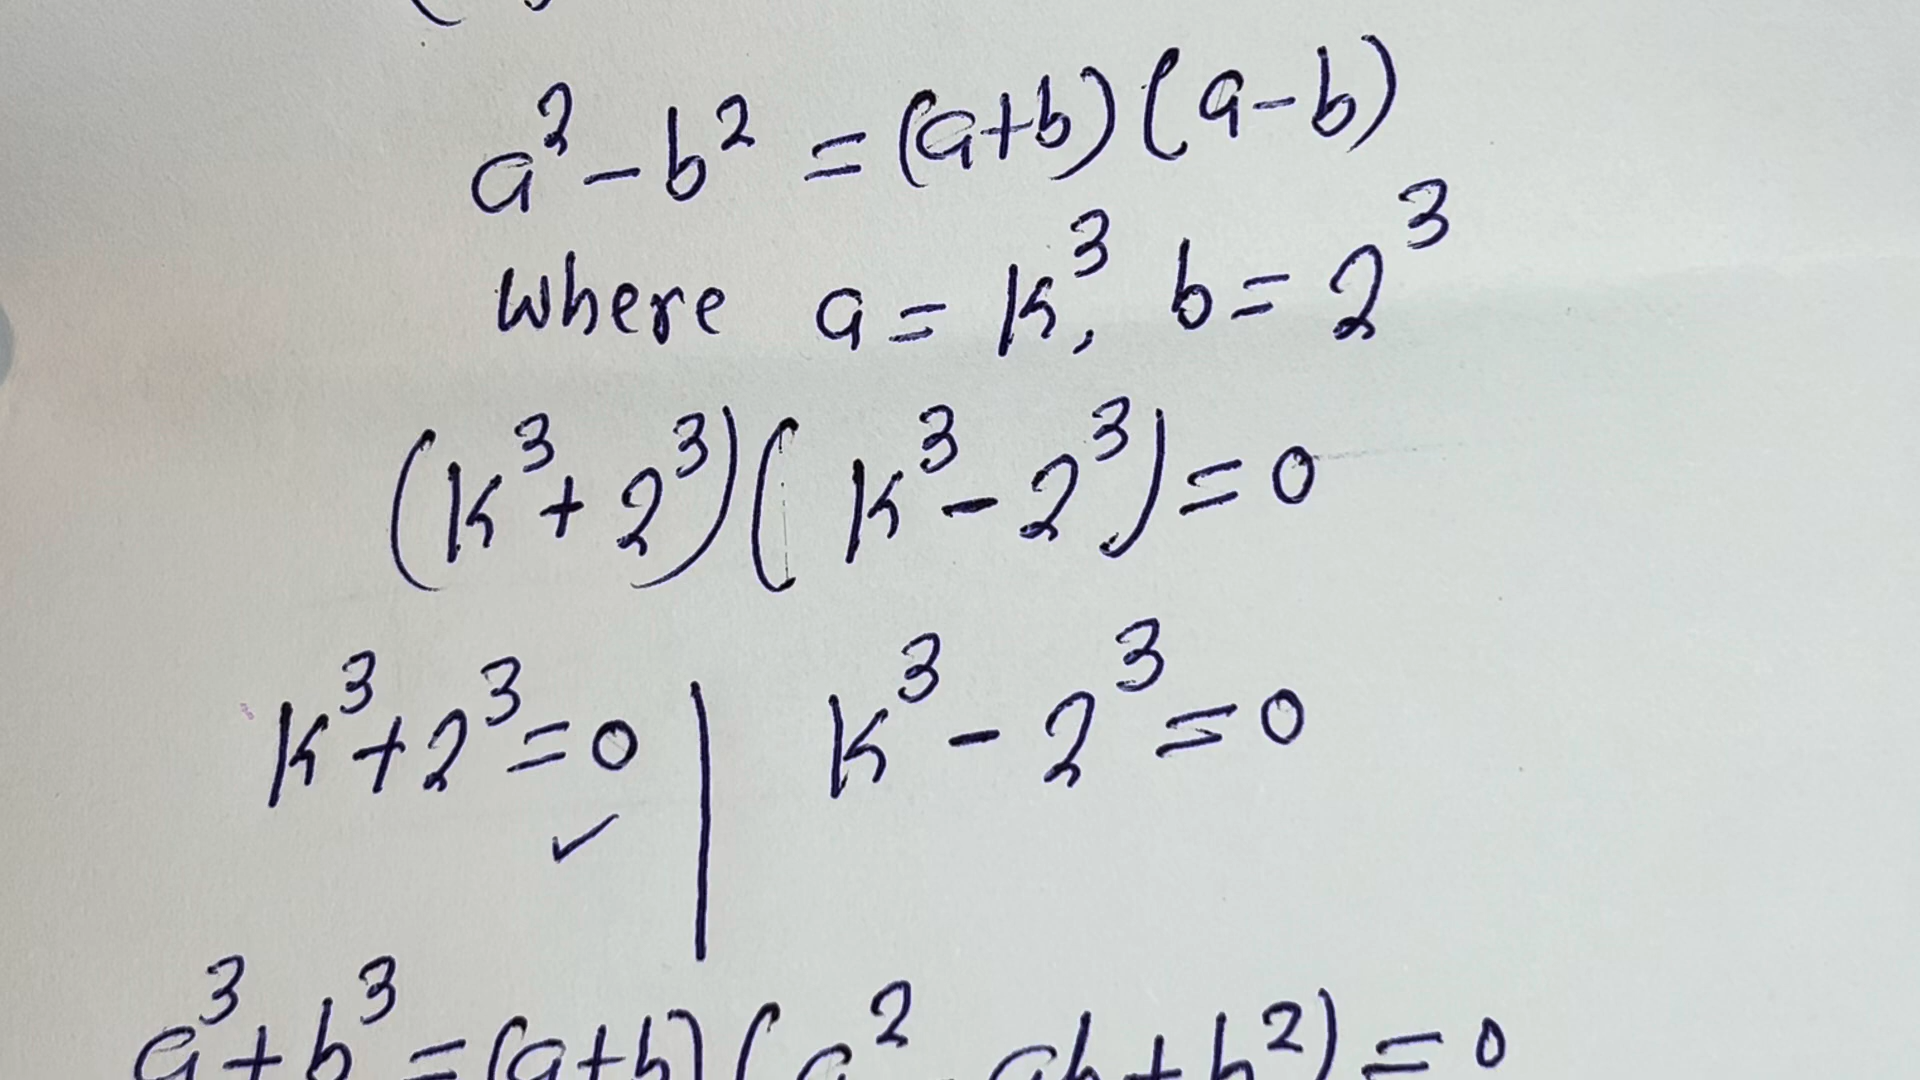 a² - b² = (a+b)(a-b)
where a = K³, b = 2³
(K³ + 2³)(K³ - 2³) = 0
K³ + 2³ = 0 | K³ - 2³ = 0
✓
a³ + b³ = (a+b)(a² - ab + b²) = 0